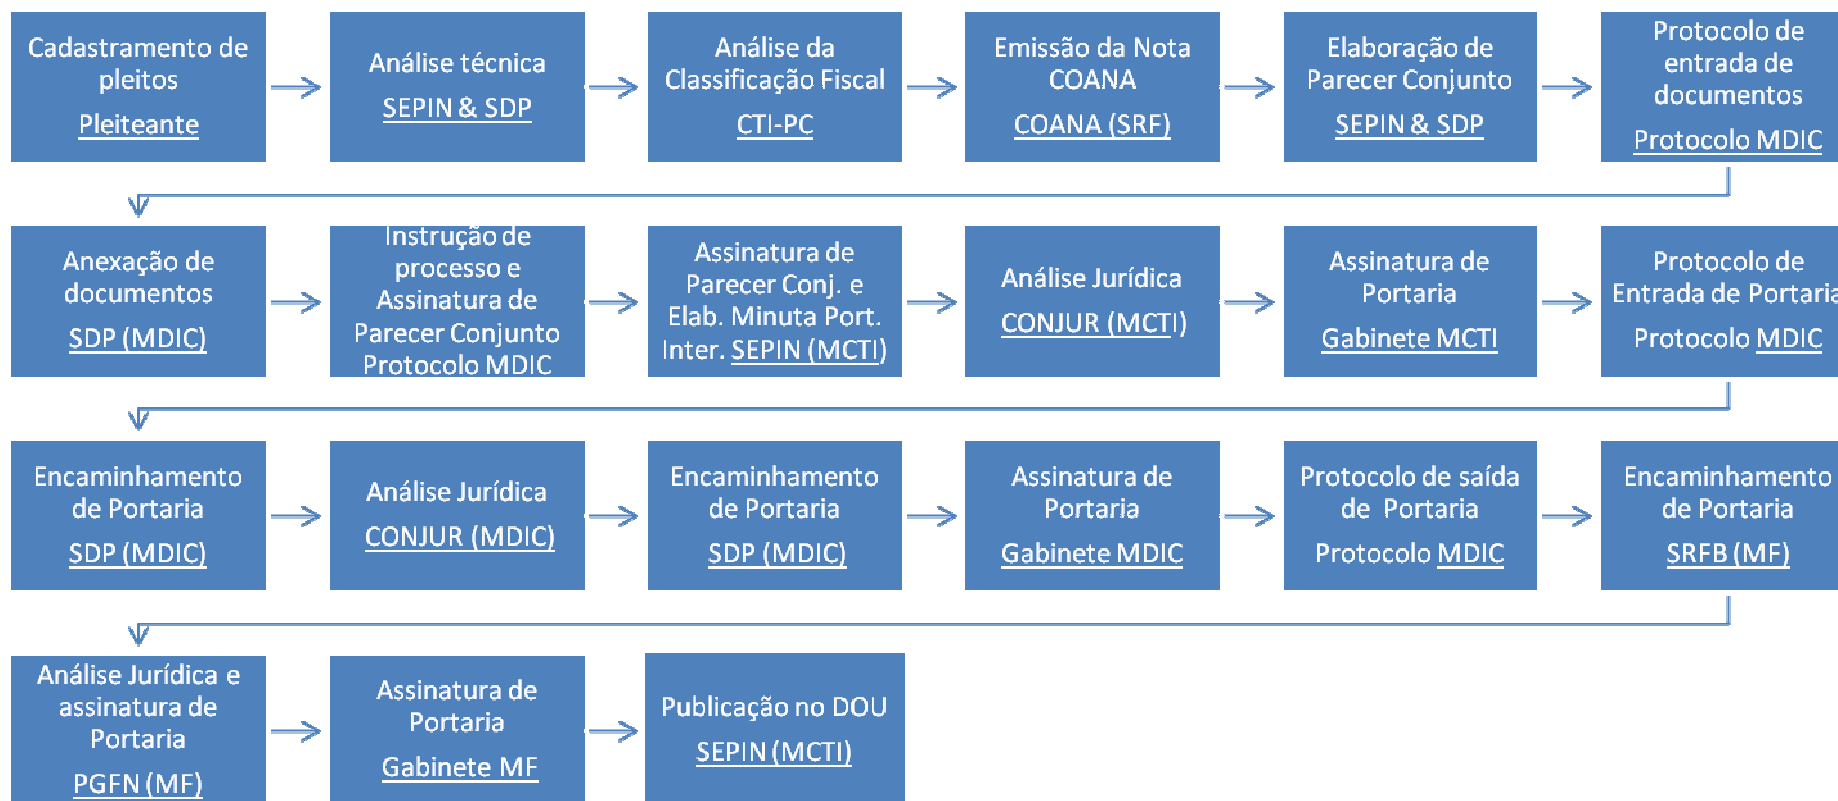 Cadastramento de
pleitos
Pleiteante
Análise técnica
SEPIN & SDP
Análise da
Classificação Fiscal
CTI-PC
Emissão da Nota
COANA
COANA (SRF)
Elaboração de
Parecer Conjunto
SEPIN & SDP
Protocolo de
entrada de
documentos
Protocolo MDIC
Anexação de
documentos
SDP (MDIC)
Instrução de
processo e
Assinatura de
Parecer Conjunto
Protocolo MDIC
Assinatura de
Parecer Conj. e
Elab. Minuta Port.
Inter. SEPIN (MCTI)
Análise Jurídica
CONJUR (MCTI)
Assinatura de
Portaria
Gabinete MCTI
Protocolo de
Entrada de Portaria
Protocolo MDIC
Encaminhamento
de Portaria
SDP (MDIC)
Análise Jurídica
CONJUR (MDIC)
Encaminhamento
de Portaria
SDP (MDIC)
Assinatura de
Portaria
Gabinete MDIC
Protocolo de saída
de Portaria
Protocolo MDIC
Encaminhamento
de Portaria
SRFB (MF)
Análise Jurídica e
assinatura de
Portaria
PGFN (MF)
Assinatura de
Portaria
Gabinete MF
Publicação no DOU
SEPIN (MCTI)